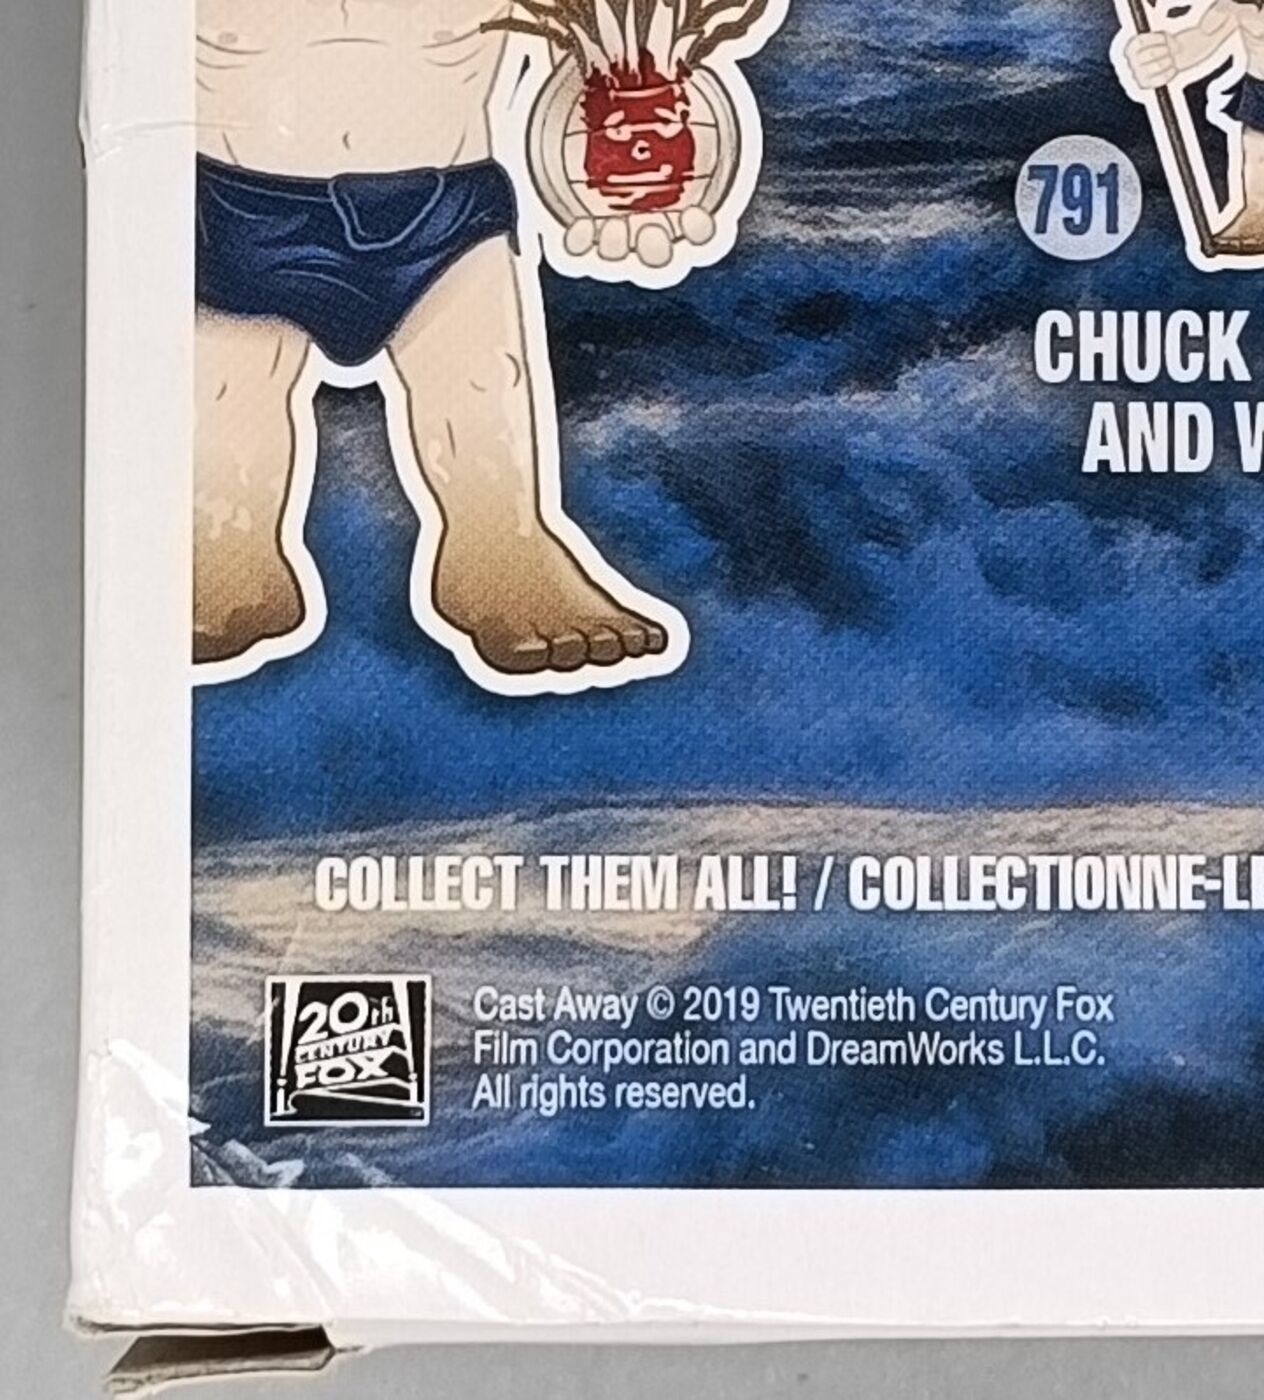 791
CHUCK
AND
COLLECT THEM ALL! / COLLECTIONNE-
20th
CENTURY
FOX
Cast Away © 2019 Twentieth Century Fox
Film Corporation and DreamWorks L.L.C.
All rights reserved.